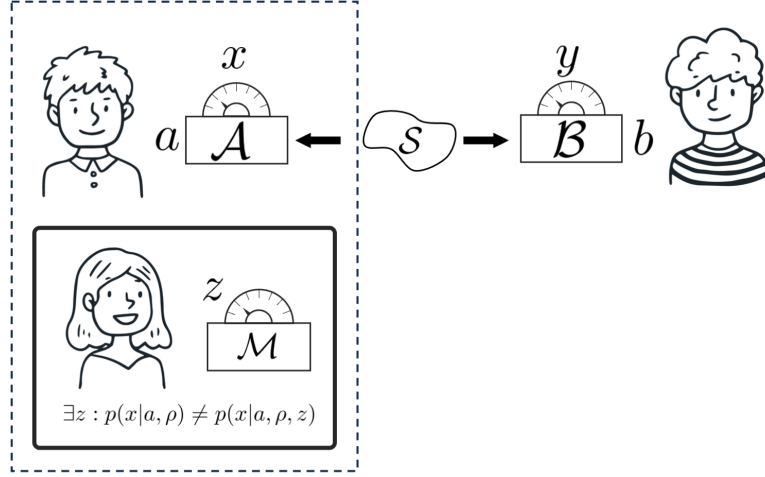 x
y
a
𝒜
𝒮
ℬ
b
z
ℳ
∃z : p(x|a, ρ) ≠ p(x|a, ρ, z)